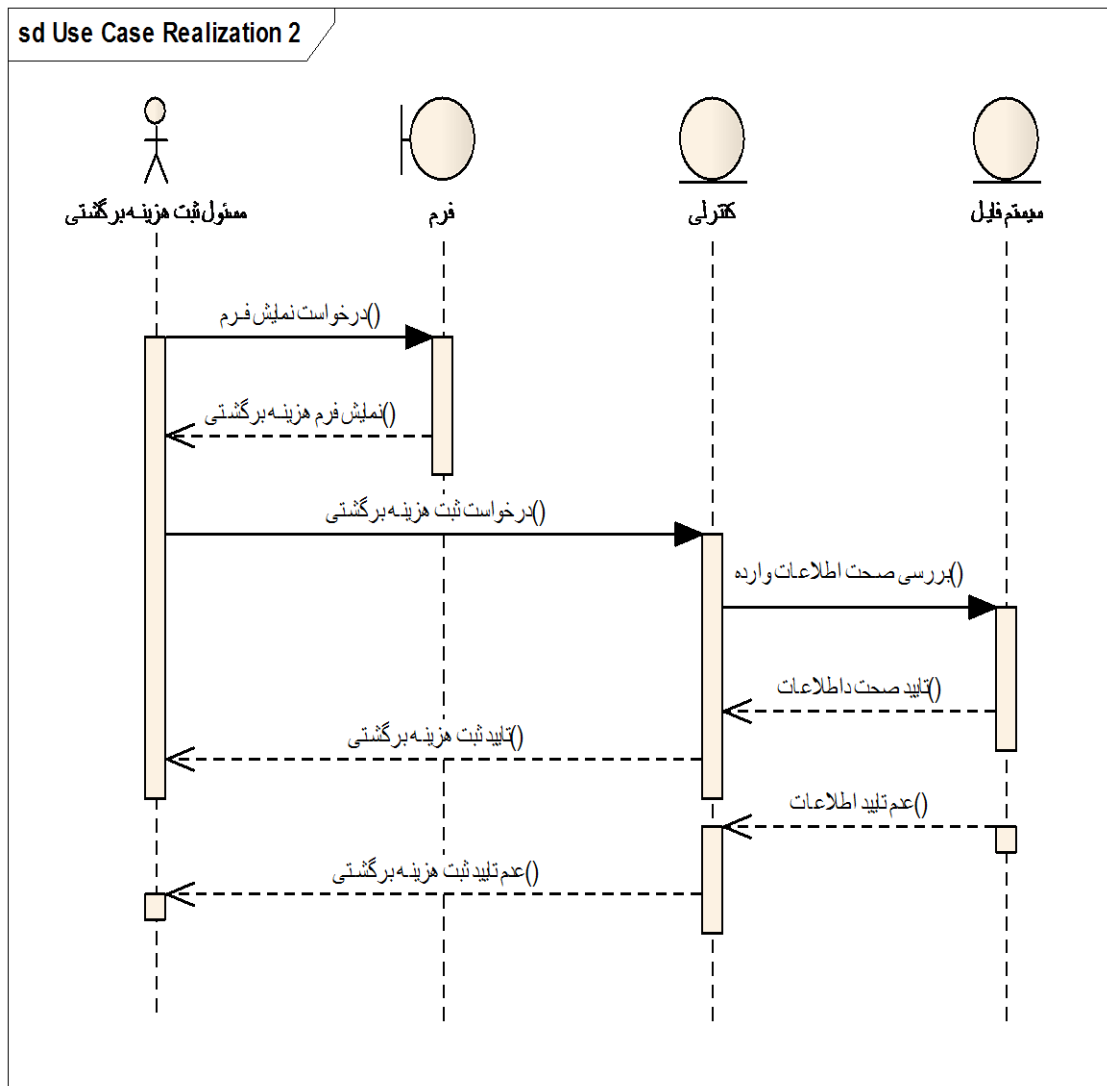 sd Use Case Realization 2
مسئول ثبت هزینه برگشتی
فرم
کنترلی
سیستم فایل
درخواست نمایش فرم()
نمایش فرم هزینه برگشتی()
درخواست ثبت هزینه برگشتی()
بررسی صحت اطلاعات وارده()
تایید صحت داطلاعات()
تایید ثبت هزینه برگشتی()
عدم تایید اطلاعات()
عدم تایید ثبت هزینه برگشتی()